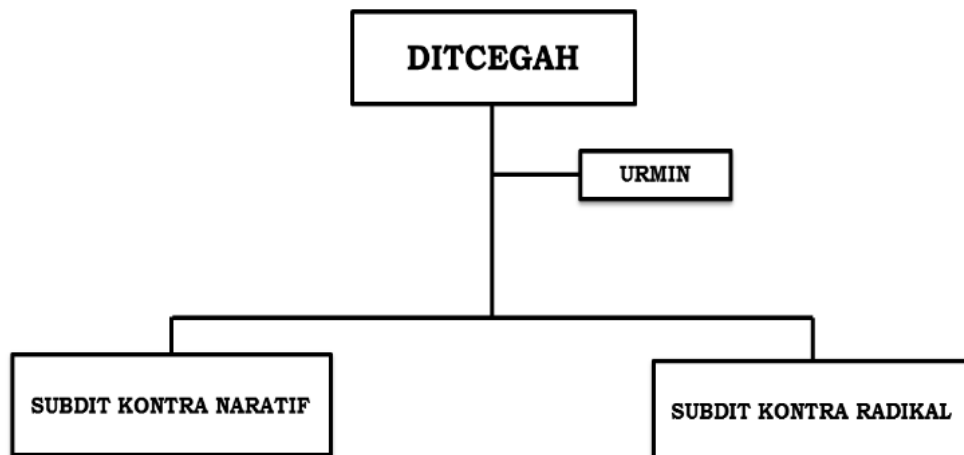 DITCEGAH
URMIN
SUBDIT KONTRA NARATIF
SUBDIT KONTRA RADIKAL